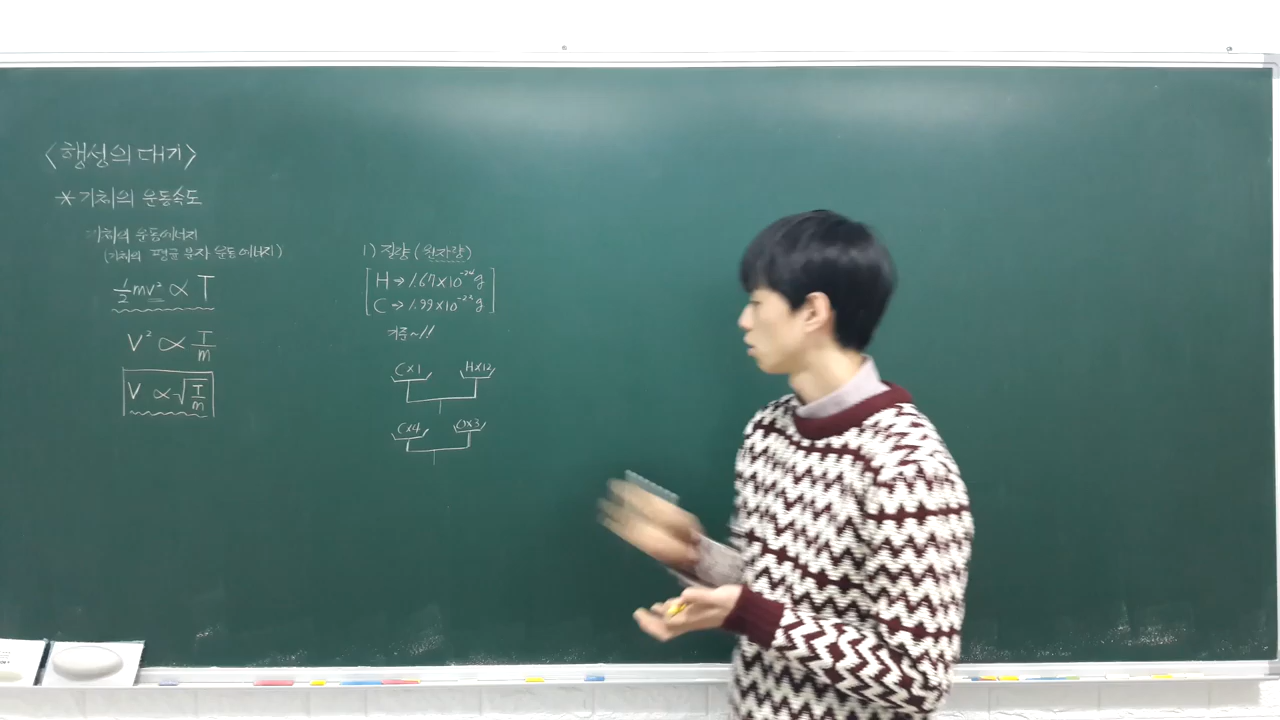 <행성의 대기>
* 기체의 운동속도
기체의 운동에너지
(기체의 평균 분자 운동에너지)
½mv² ∝ T
V² ∝ T/m
V ∝ √(T/m)
1) 질량 (원자량)
H → 1.67×10⁻²⁴g
C → 1.99×10⁻²³g
기준~!!
C×1 H×12
C×4 O×3